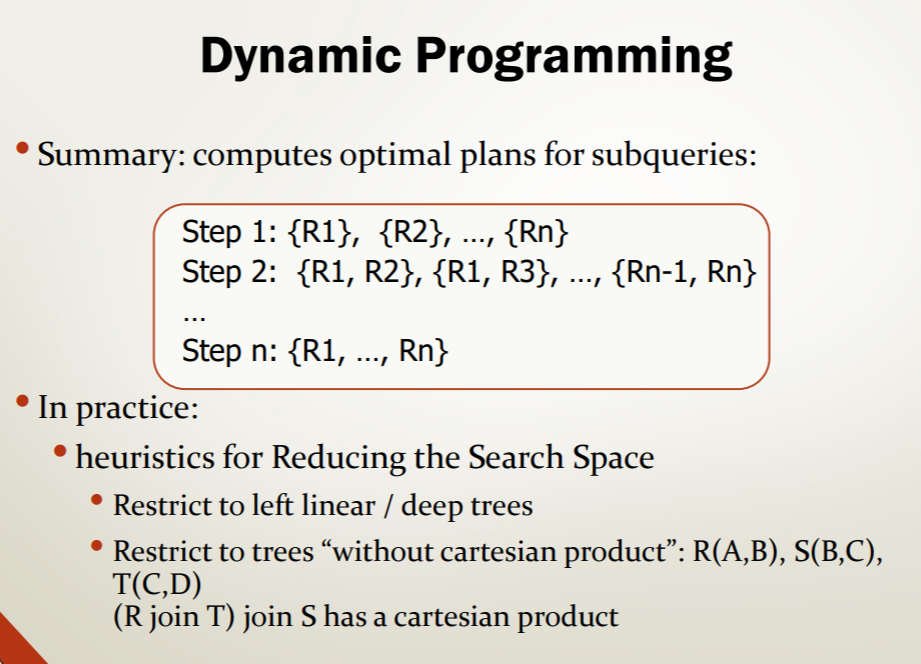 Dynamic Programming
• Summary: computes optimal plans for subqueries:
Step 1: {R1}, {R2}, …, {Rn}
Step 2: {R1, R2}, {R1, R3}, …, {Rn-1, Rn}
…
Step n: {R1, …, Rn}
• In practice:
• heuristics for Reducing the Search Space
• Restrict to left linear / deep trees
• Restrict to trees “without cartesian product”: R(A,B), S(B,C),
T(C,D)
(R join T) join S has a cartesian product